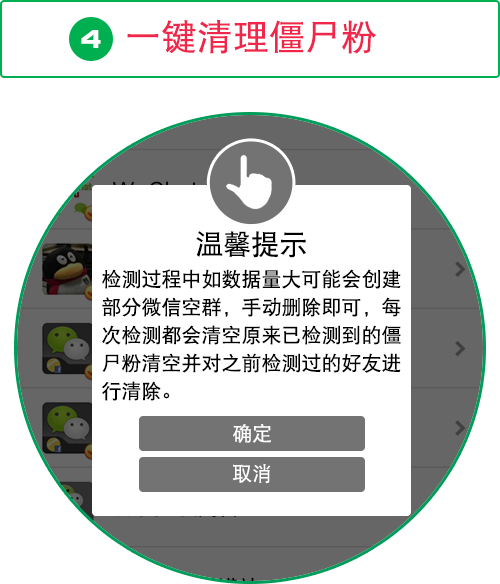 4 一键清理僵尸粉
温馨提示
检测过程中如数据量大可能会创建
部分微信空群，手动删除即可，每
次检测都会清空原来已检测到的僵
尸粉清空并对之前检测过的好友进
行清除。
确定
取消